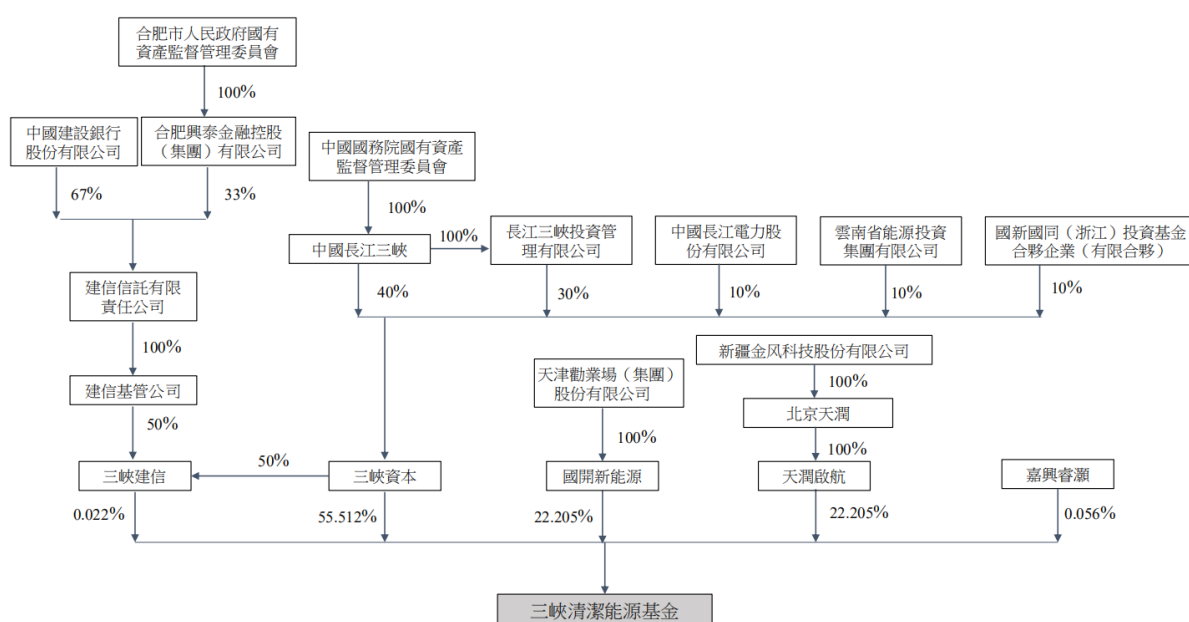 合肥市人民政府國有
資產監督管理委員會
100%
中國建設銀行
股份有限公司
合肥興泰金融控股
（集團）有限公司
中國國務院國有資產
監督管理委員會
67%
33%
100%
中國長江三峽
100%
長江三峽投資管
理有限公司
中國長江電力股
份有限公司
雲南省能源投資
集團有限公司
國新國同（浙江）投資基金
合夥企業（有限合夥）
建信信託有限
責任公司
40%
30%
10%
10%
10%
100%
新疆金风科技股份有限公司
天津勸業場（集團）
股份有限公司
100%
建信基管公司
北京天潤
50%
100%
100%
三峽建信
50%
三峽資本
國開新能源
天潤啟航
嘉興睿灝
0.022%
55.512%
22.205%
22.205%
0.056%
三峽清潔能源基金